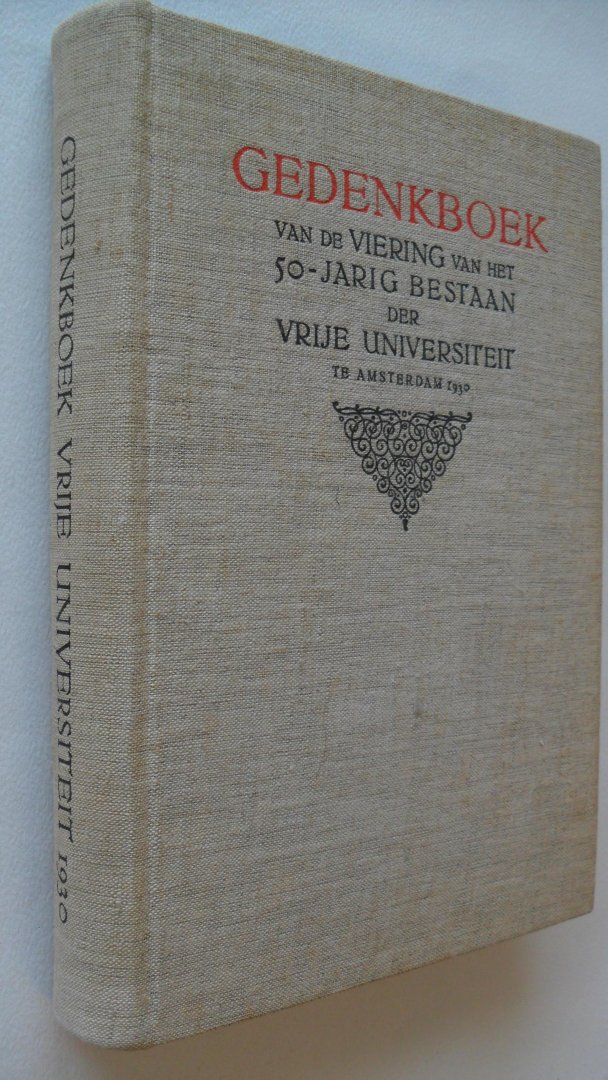 GEDENKBOEK
VAN DE VIERING VAN HET
50-JARIG BESTAAN
DER
VRIJE UNIVERSITEIT
TE AMSTERDAM 1930
GEDENKBOEK VRIJE UNIVERSITEIT 1930